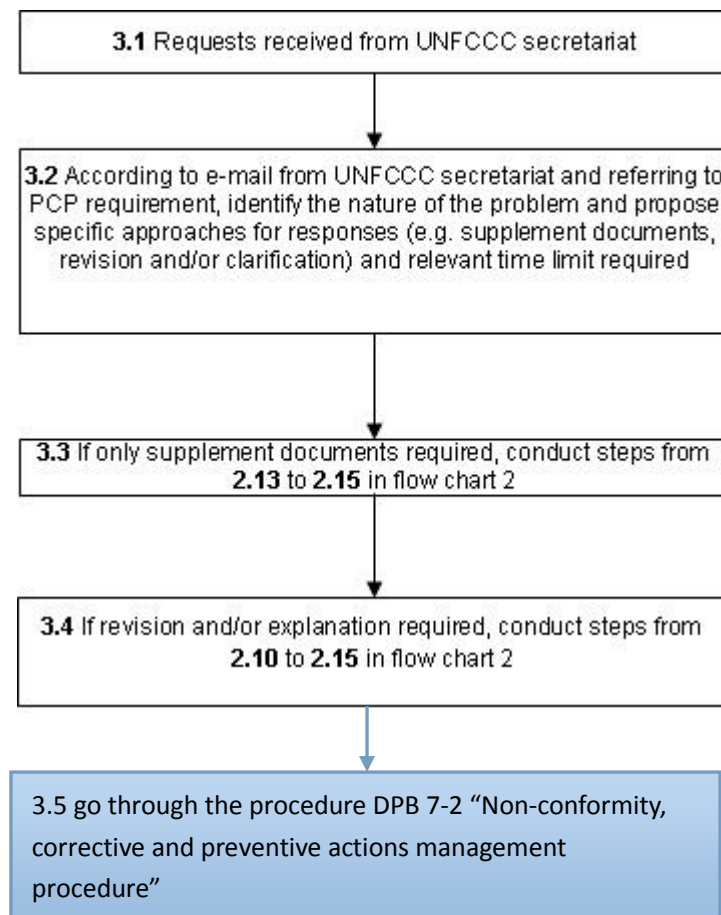 3.1 Requests received from UNFCCC secretariat
3.2 According to e-mail from UNFCCC secretariat and referring to
PCP requirement, identify the nature of the problem and propose
specific approaches for responses (e.g. supplement documents,
revision and/or clarification) and relevant time limit required
3.3 If only supplement documents required, conduct steps from
2.13 to 2.15 in flow chart 2
3.4 If revision and/or explanation required, conduct steps from
2.10 to 2.15 in flow chart 2
3.5 go through the procedure DPB 7-2 “Non-conformity,
corrective and preventive actions management
procedure”